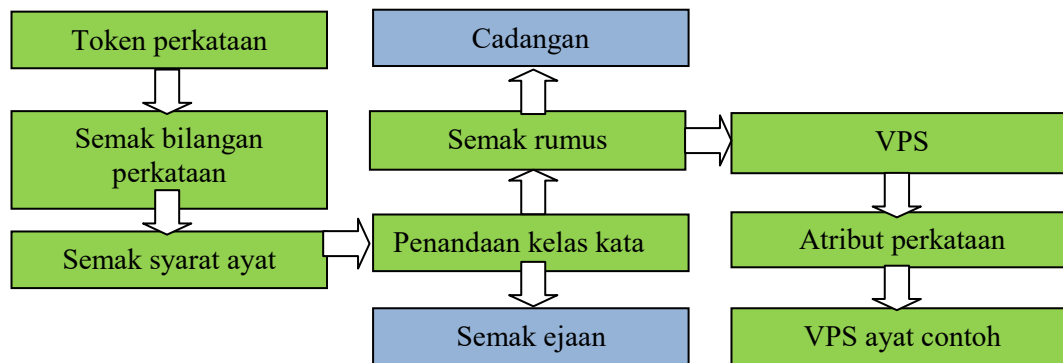 Token perkataan
Semak bilangan
perkataan
Semak syarat ayat
Cadangan
Semak rumus
Penandaan kelas kata
Semak ejaan
VPS
Atribut perkataan
VPS ayat contoh